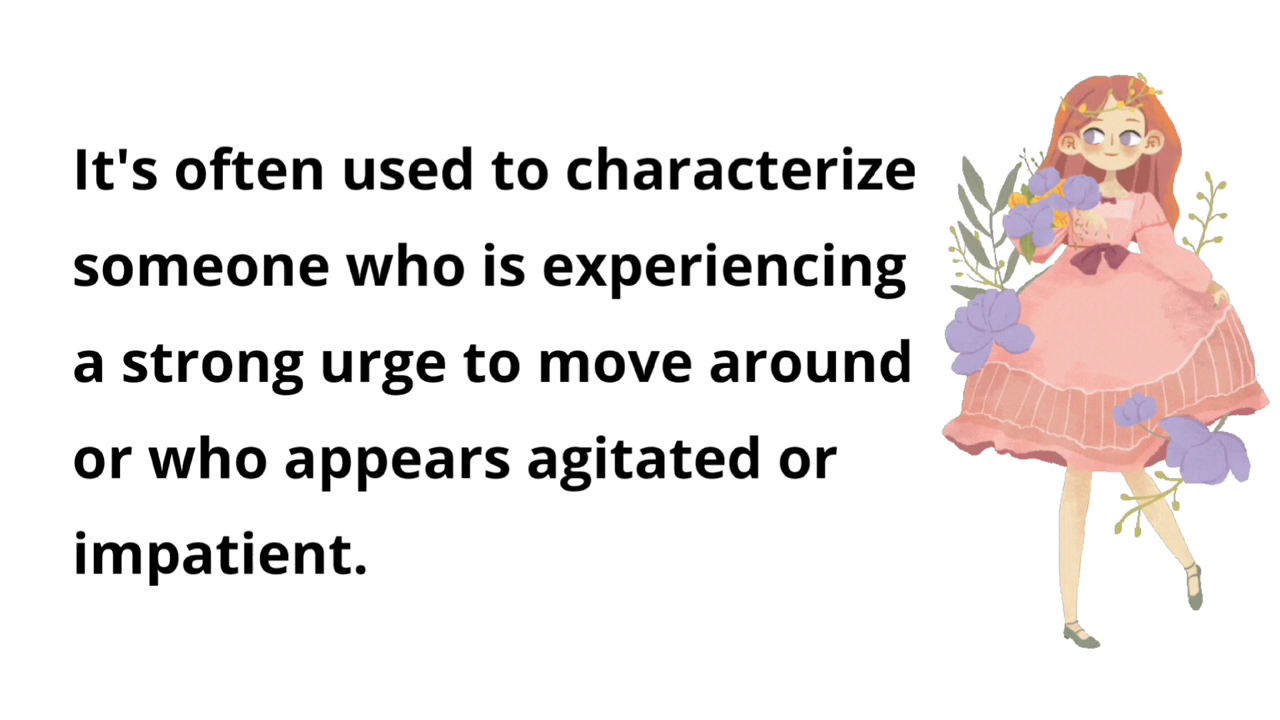 It's often used to characterize
someone who is experiencing
a strong urge to move around
or who appears agitated or
impatient.